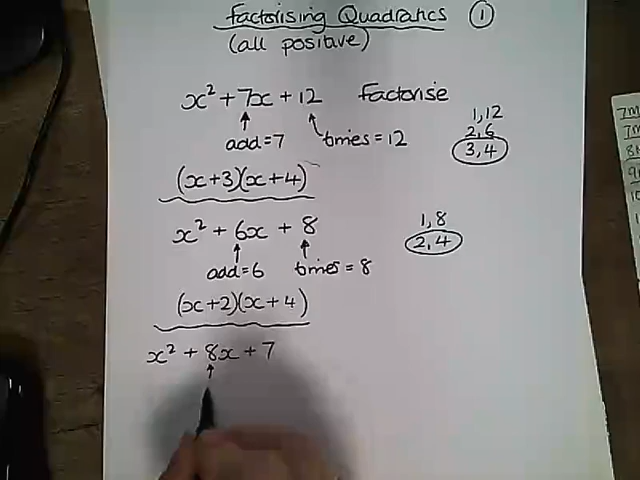 Factorising Quadratics ①
(all positive)
x² + 7x + 12 Factorise
add=7 times = 12
1,12
2,6
3,4
(x+3)(x+4)
x² + 6x + 8
add=6 times = 8
1,8
2,4
(x+2)(x+4)
x² + 8x + 7